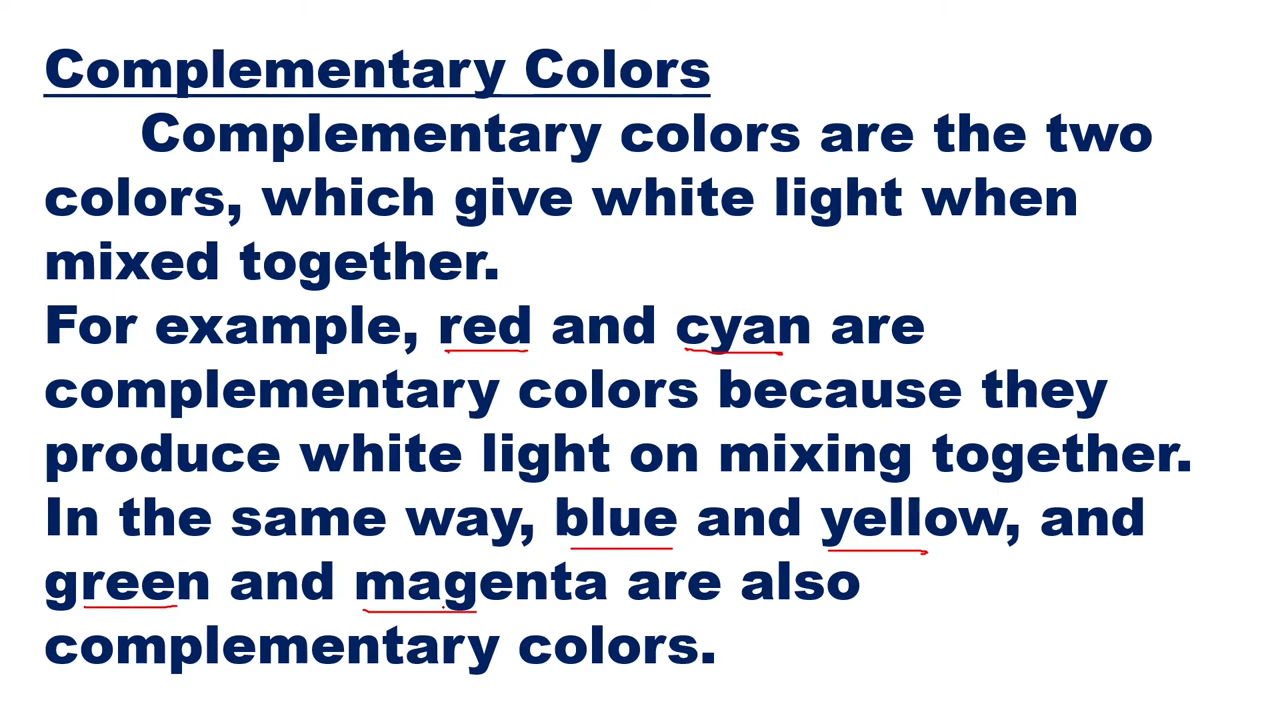 Complementary Colors
Complementary colors are the two
colors, which give white light when
mixed together.
For example, red and cyan are
complementary colors because they
produce white light on mixing together.
In the same way, blue and yellow, and
green and magenta are also
complementary colors.